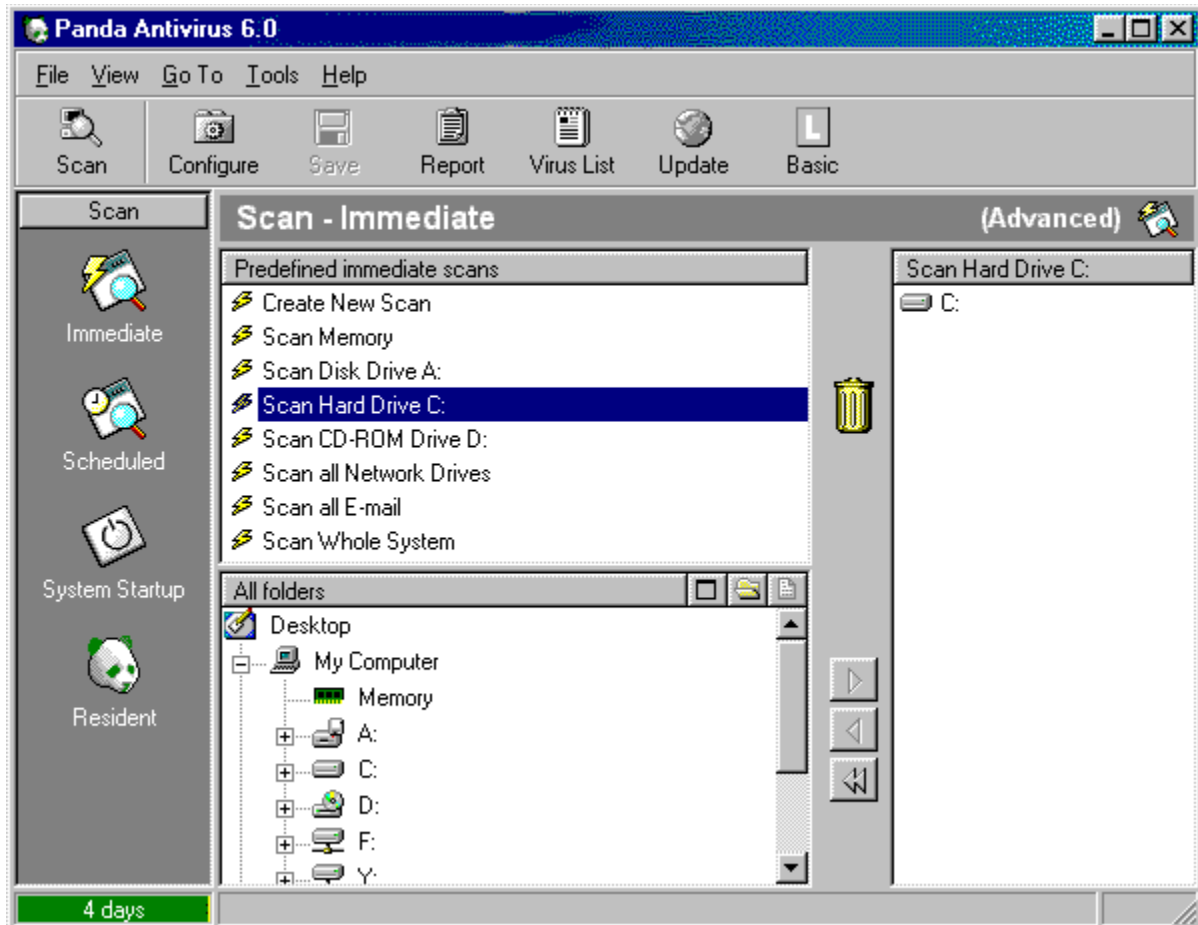 Panda Antivirus 6.0
File View Go To Tools Help
Scan Configure Save Report Virus List Update Basic
Scan
Immediate
Scheduled
System Startup
Resident
Scan - Immediate (Advanced)
Predefined immediate scans
Create New Scan
Scan Memory
Scan Disk Drive A:
Scan Hard Drive C:
Scan CD-ROM Drive D:
Scan all Network Drives
Scan all E-mail
Scan Whole System
All folders
Desktop
My Computer
Memory
A:
C:
D:
F:
Y:
Scan Hard Drive C:
C:
4 days